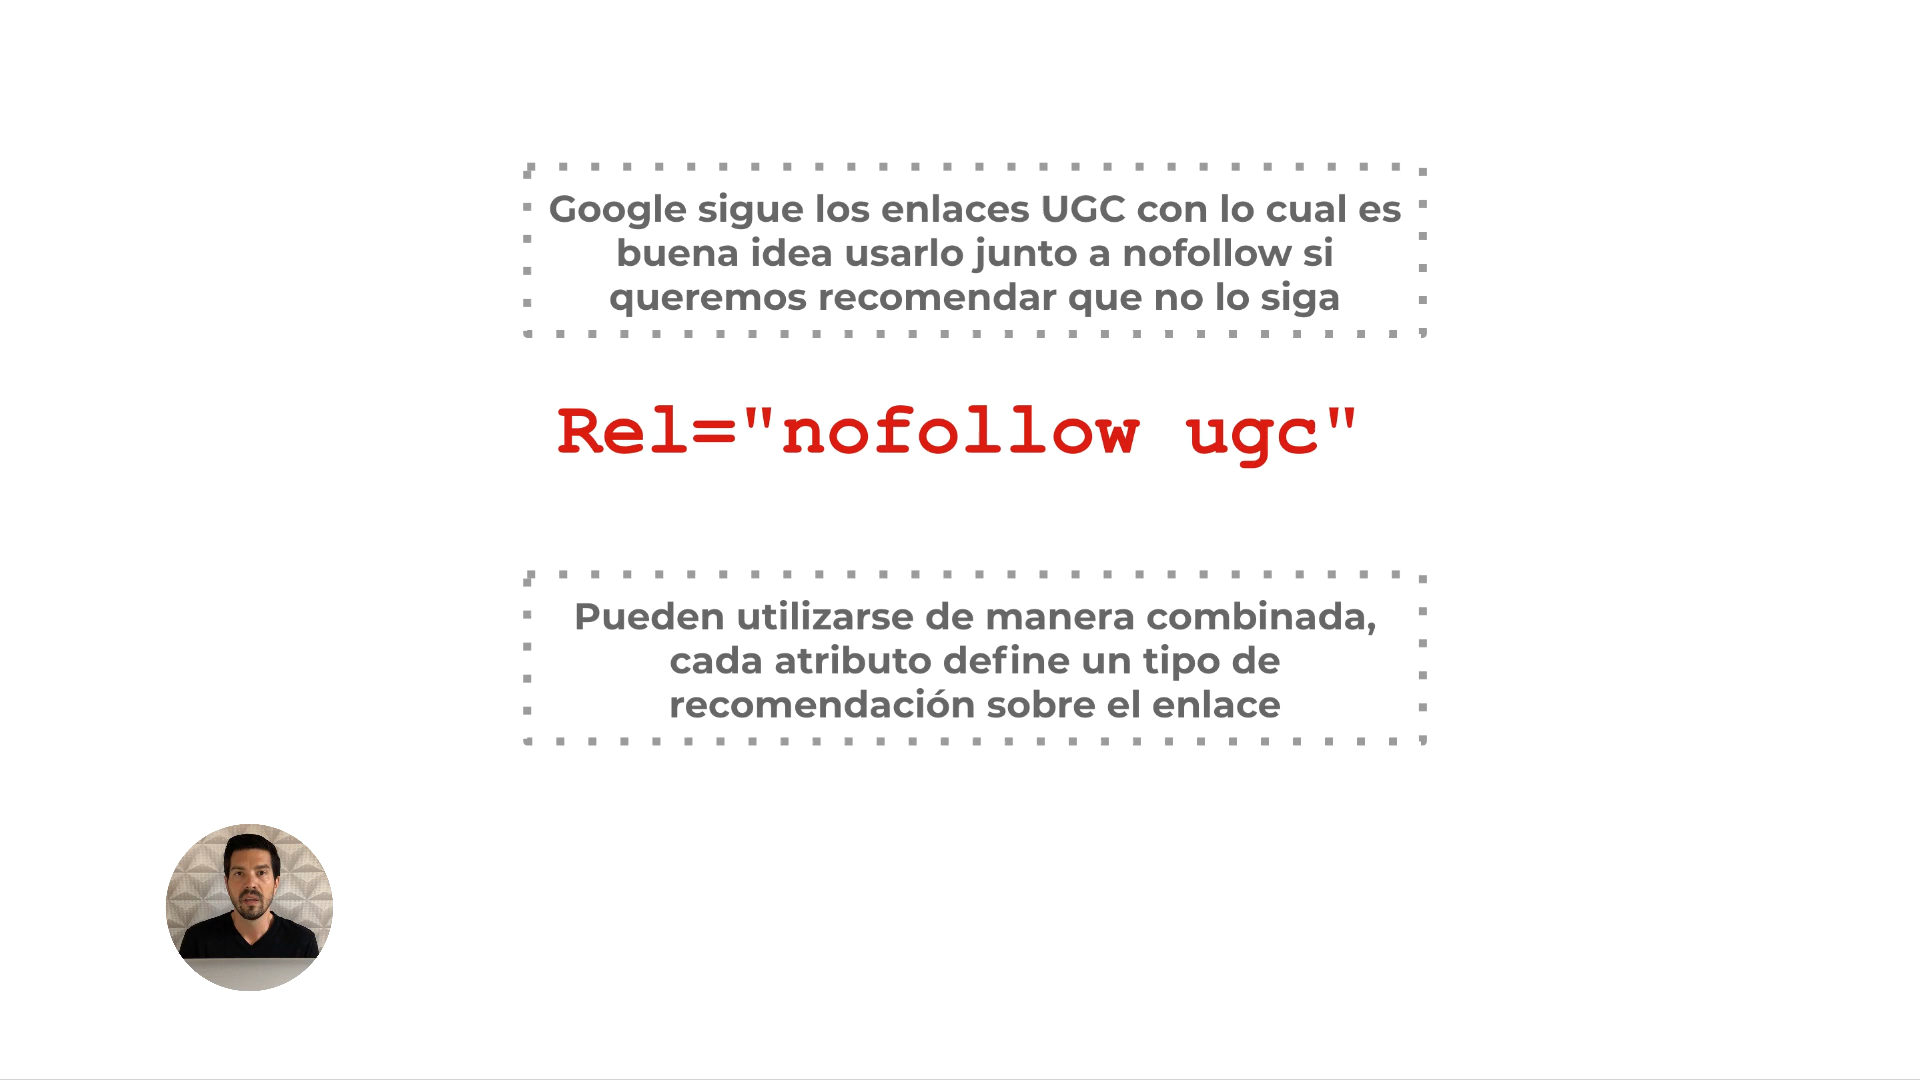 Google sigue los enlaces UGC con lo cual es
buena idea usarlo junto a nofollow si
queremos recomendar que no lo siga
Rel="nofollow ugc"
Pueden utilizarse de manera combinada,
cada atributo define un tipo de
recomendación sobre el enlace